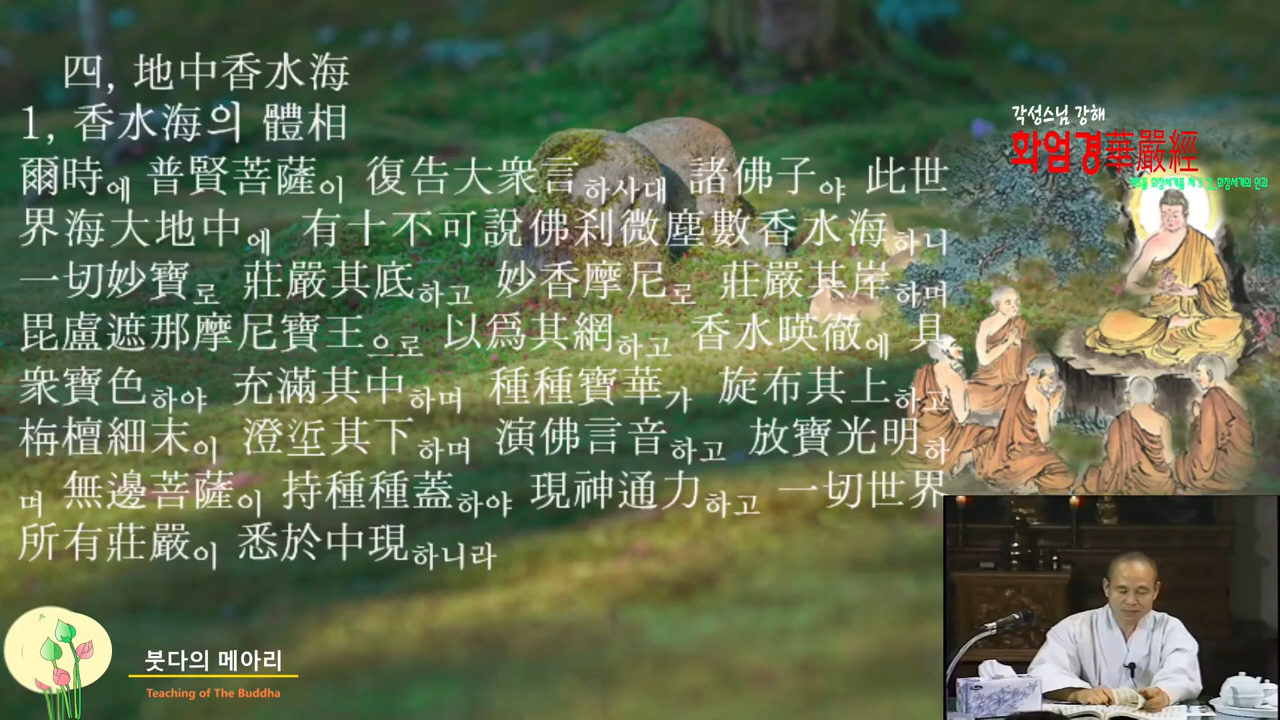 四, 地中香水海
1, 香水海의 體相
爾時에 普賢菩薩이 復告大衆言하사대 諸佛子야 此世
界海大地中에 有十不可說佛刹微塵數香水海하니
一切妙寶로 莊嚴其底하고 妙香摩尼로 莊嚴其岸하며
毘盧遮那摩尼寶王으로 以爲其網하고 香水暎徹에 具
衆寶色하야 充滿其中하며 種種寶華가 旋布其上하고
栴檀細末이 澄坙其下하며 演佛言音하고 放寶光明하
며 無邊菩薩이 持種種蓋하야 現神通力하고 一切世界
所有莊嚴이 悉於中現하니라
각성스님 강해
화엄경華嚴經
붓다의 메아리
Teaching of The Buddha